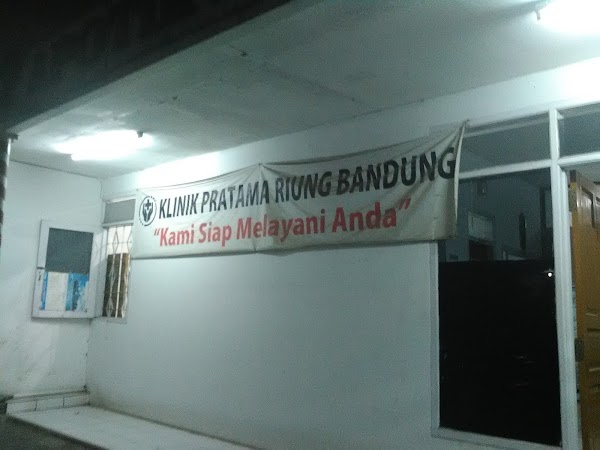 KLINIK PRATAMA RIUNG BANDUNG
"Kami Siap Melayani Anda"